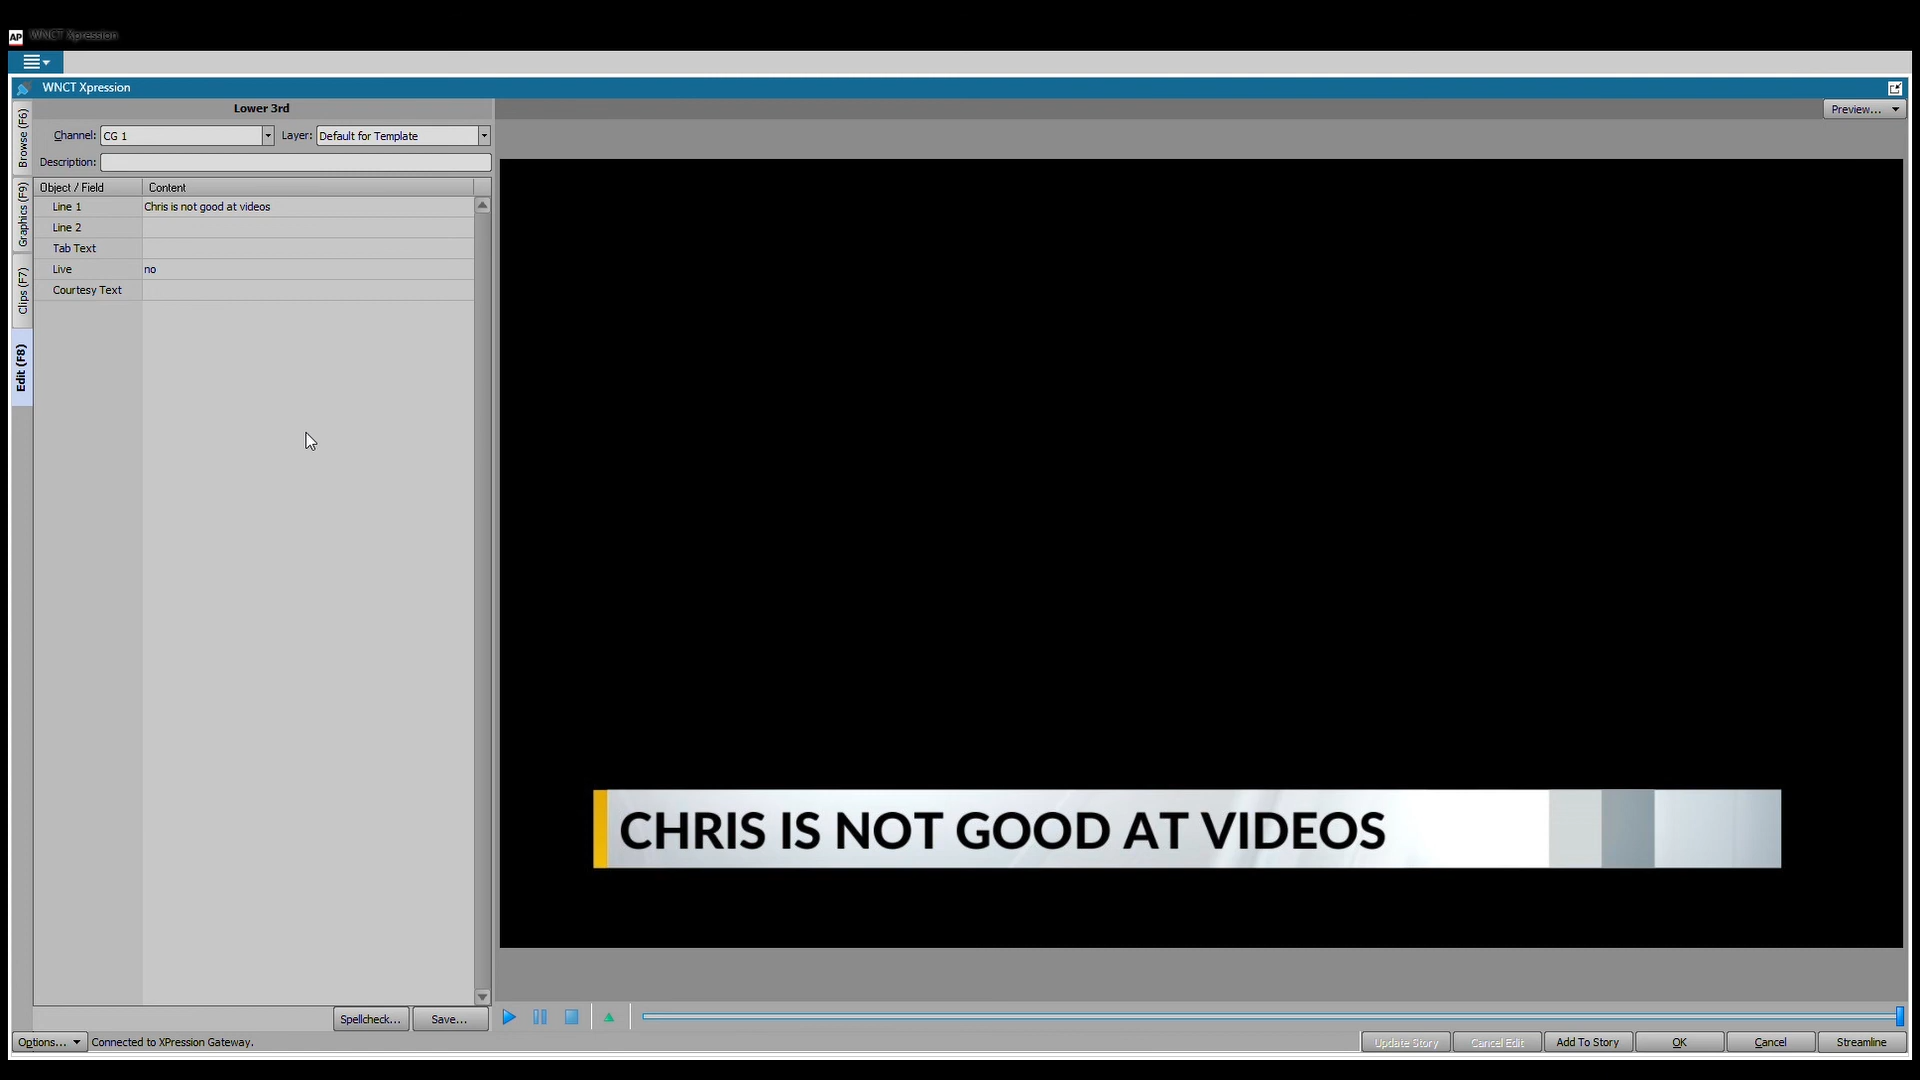 AP WNCT Xpression
WNCT Xpression
Lower 3rd
Preview...
Channel: CG 1 Layer: Default for Template
Description:
Object / Field Content
Line 1 Chris is not good at videos
Line 2
Tab Text
Live no
Courtesy Text
Browse (F6)
Graphics (F9)
Clips (F7)
Edit (F8)
CHRIS IS NOT GOOD AT VIDEOS
Spellcheck... Save...
Options... Connected to XPression Gateway. Update Story Cancel Edit Add To Story OK Cancel Streamline